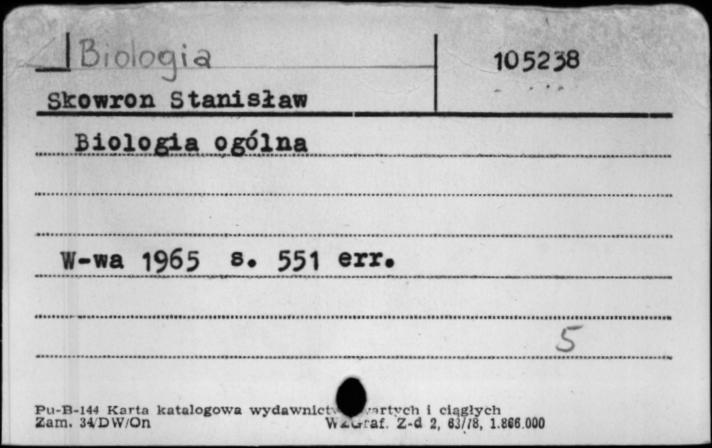 Biologia 105238
Skowron Stanisław
Biologia ogólna
W-wa 1965 s. 551 err.
5
Pu-B-144 Karta katalogowa i ciągłych
Zam. 34/DW/On Z-d 2, 63/78, 1.866.000